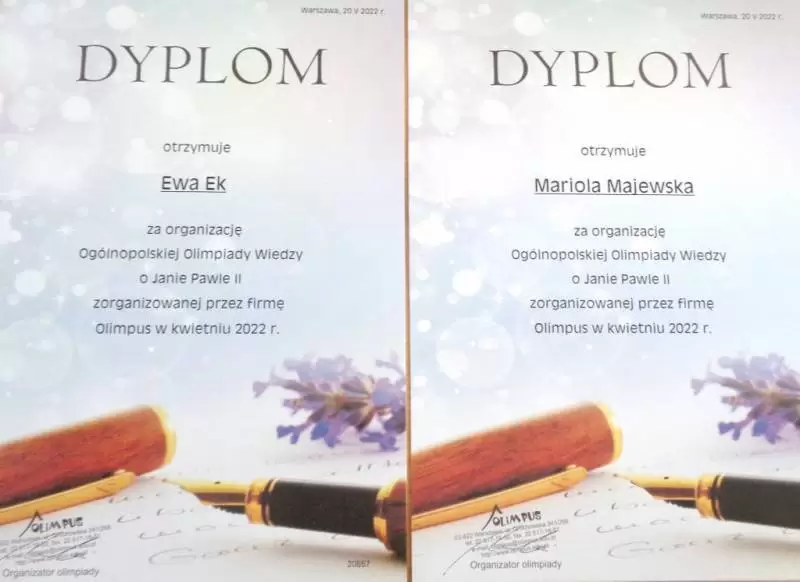 Warszawa, 20 V 2022 r.
DYPLOM
otrzymuje
Ewa Ek
za organizację
Ogólnopolskiej Olimpiady Wiedzy
o Janie Pawle II
zorganizowanej przez firmę
Olimpus w kwietniu 2022 r.
OLIMPUS
Organizator olimpiady
20857
Warszawa, 20 V 2022 r.
DYPLOM
otrzymuje
Mariola Majewska
za organizację
Ogólnopolskiej Olimpiady Wiedzy
o Janie Pawle II
zorganizowanej przez firmę
Olimpus w kwietniu 2022 r.
OLIMPUS
Organizator olimpiady